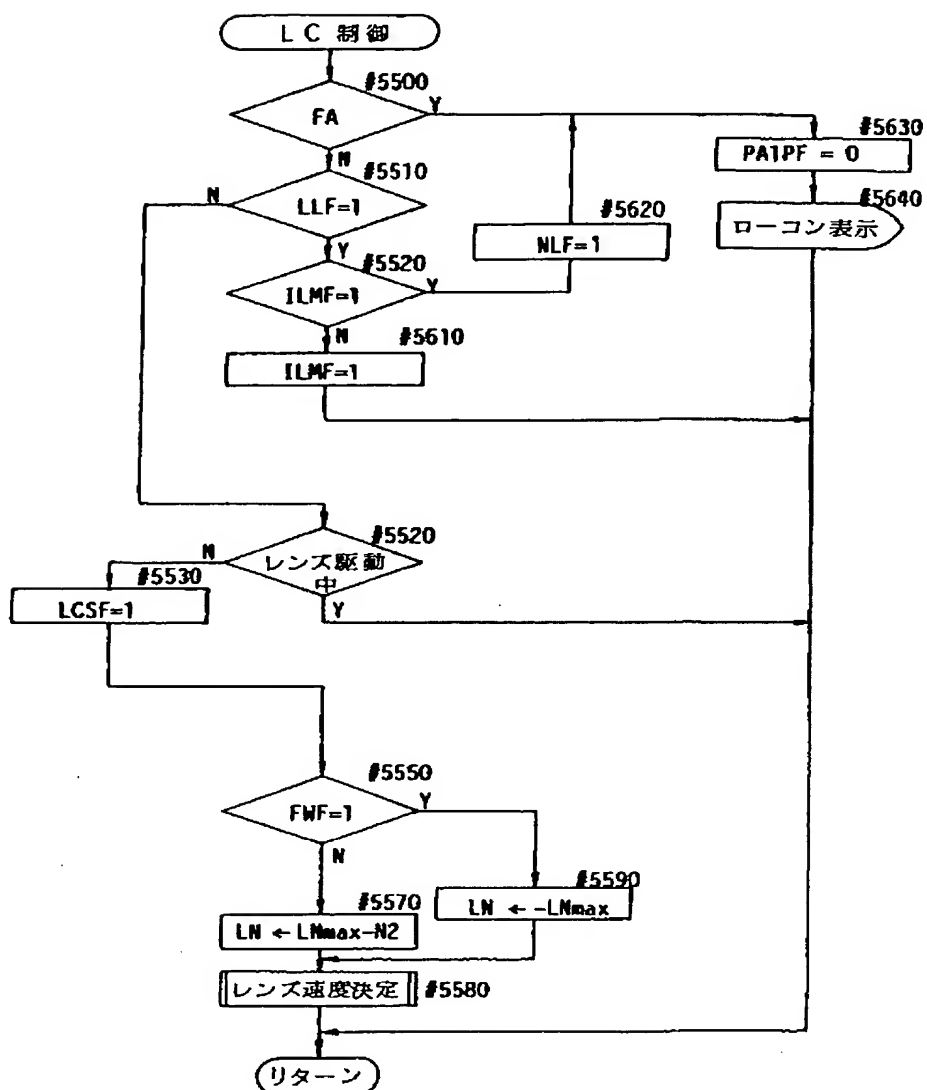 LC 制御
#5500
FA
Y
N
#5510
LLF=1
N
Y
#5520
ILMF=1
Y
N
#5610
ILMF=1
#5620
NLF=1
#5630
PA1PF = 0
#5640
ローコン表示
#5520
レンズ駆動
中
N
Y
#5530
LCSF=1
#5550
FWF=1
Y
N
#5590
LN ← -LNmax
#5570
LN ← LNmax-N2
レンズ速度決定 #5580
リターン